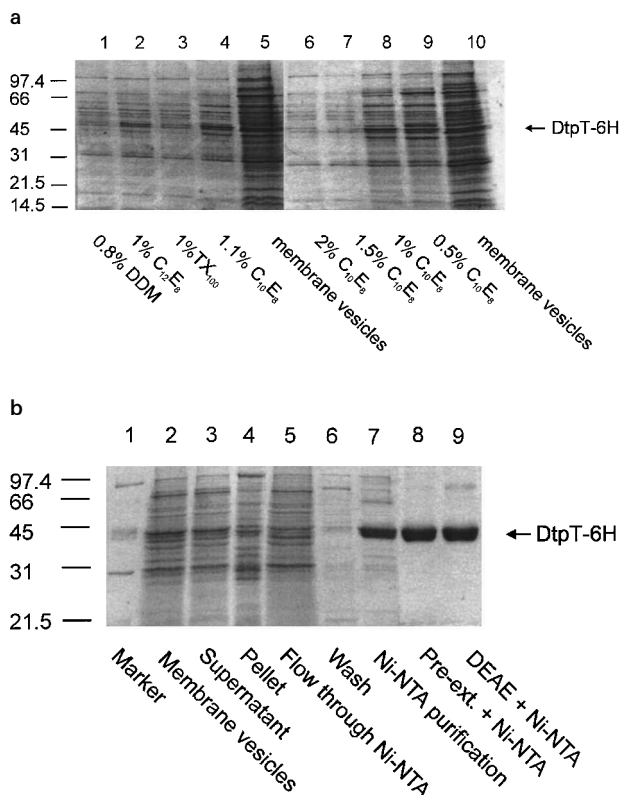 a
1 2 3 4 5 6 7 8 9 10
97.4
66
45
31
21.5
14.5
← DtpT-6H
0.8% DDM
1% C₁₂E₈
1%TX₁₀₀
1.1% C₁₀E₈
membrane vesicles
2% C₁₀E₈
1.5% C₁₀E₈
1% C₁₀E₈
0.5% C₁₀E₈
membrane vesicles
b
1 2 3 4 5 6 7 8 9
97.4
66
45
31
21.5
← DtpT-6H
Marker
Membrane vesicles
Supernatant
Pellet
Flow through Ni-NTA
Wash
Ni-NTA purification
Pre-ext. + Ni-NTA
DEAE + Ni-NTA